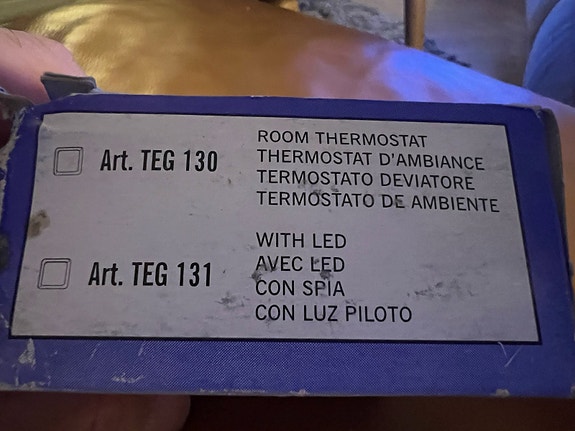 Art. TEG 130
ROOM THERMOSTAT
THERMOSTAT D'AMBIANCE
TERMOSTATO DEVIATORE
TERMOSTATO DE AMBIENTE
Art. TEG 131
WITH LED
AVEC LED
CON SPIA
CON LUZ PILOTO